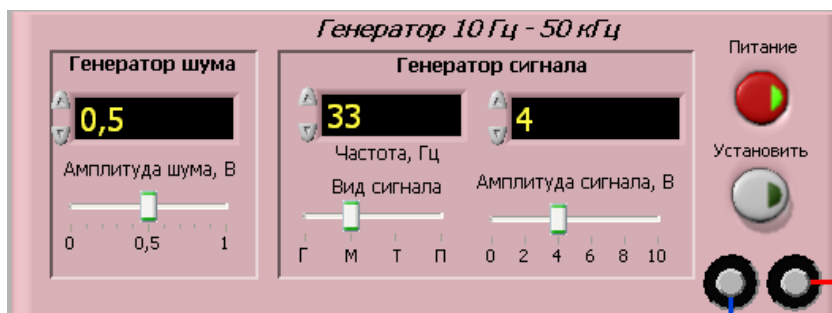 Генератор 10 Гц - 50 кГц
Генератор шума
0,5
Амплитуда шума, В
0 0,5 1
Генератор сигнала
33
Частота, Гц
4
Вид сигнала
Г М Т П
Амплитуда сигнала, В
0 2 4 6 8 10
Питание
Установить